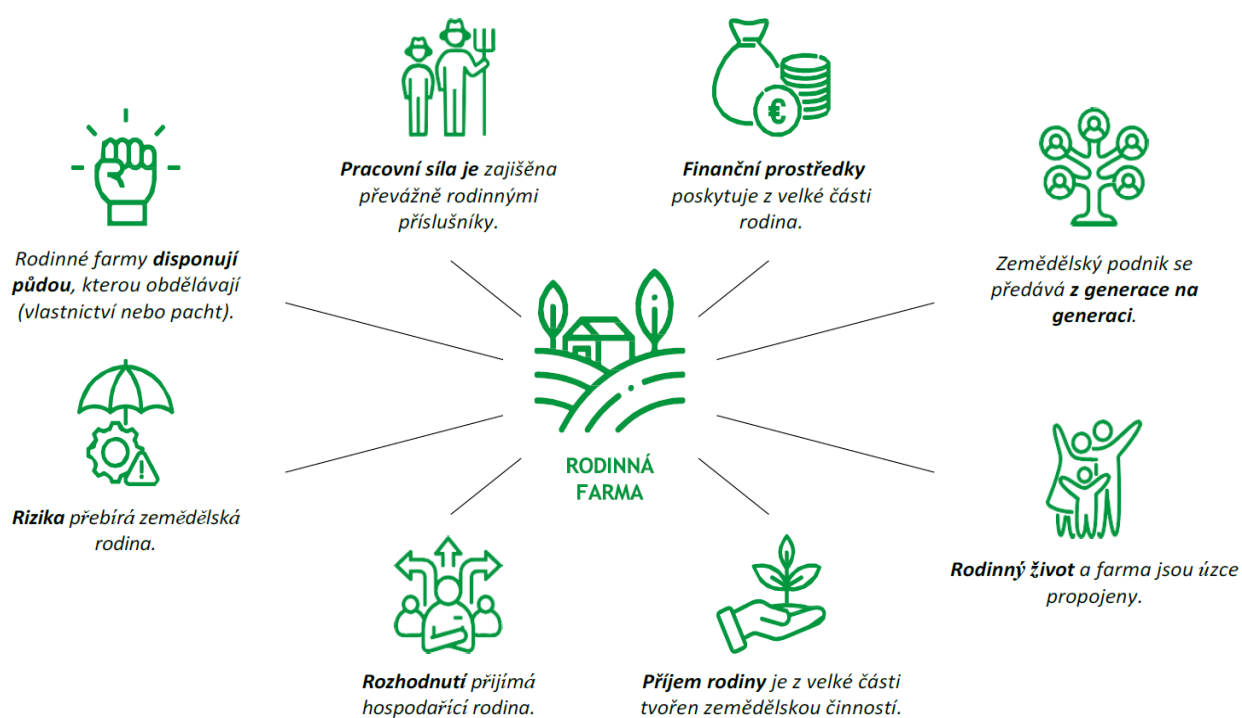 Pracovní síla je zajišěna
převážně rodinnými
příslušníky.
Finanční prostředky
poskytuje z velké části
rodina.
Rodinné farmy disponují
půdou, kterou obdělávají
(vlastnictví nebo pacht).
Zemědělský podnik se
předává z generace na
generaci.
RODINNÁ
FARMA
Rizika přebírá zemědělská
rodina.
Rodinný život a farma jsou úzce
propojeny.
Rozhodnutí přijímá
hospodařící rodina.
Příjem rodiny je z velké části
tvořen zemědělskou činností.